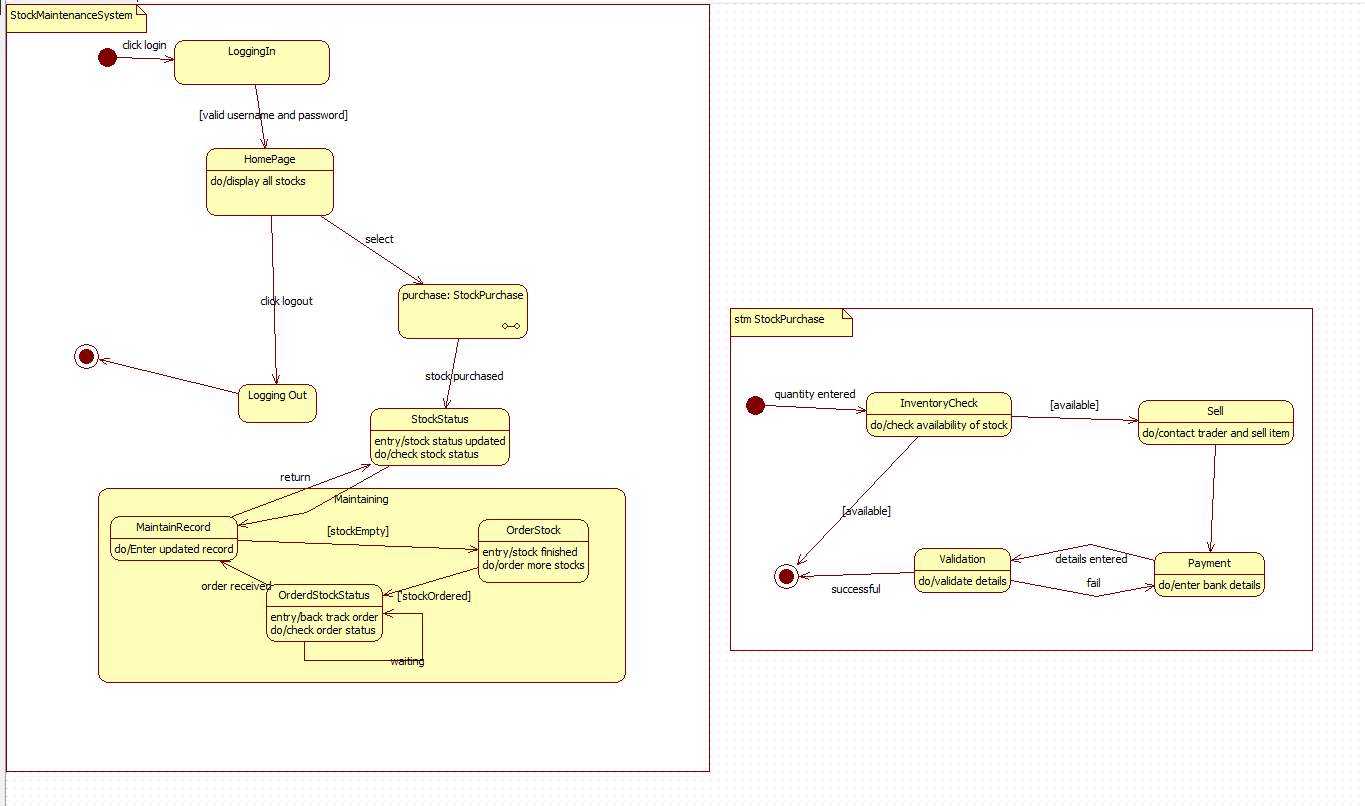 StockMaintenanceSystem
click login
LoggingIn
[valid username and password]
HomePage
do/display all stocks
select
click logout
purchase: StockPurchase
stock purchased
Logging Out
StockStatus
entry/stock status updated
do/check stock status
return
Maintaining
MaintainRecord
do/Enter updated record
[stockEmpty]
OrderStock
entry/stock finished
do/order more stocks
order received
OrderdStockStatus
entry/back track order
do/check order status
[stockOrdered]
waiting
stm StockPurchase
quantity entered
InventoryCheck
do/check availability of stock
[available]
Sell
do/contact trader and sell item
[available]
Validation
do/validate details
details entered
fail
Payment
do/enter bank details
successful